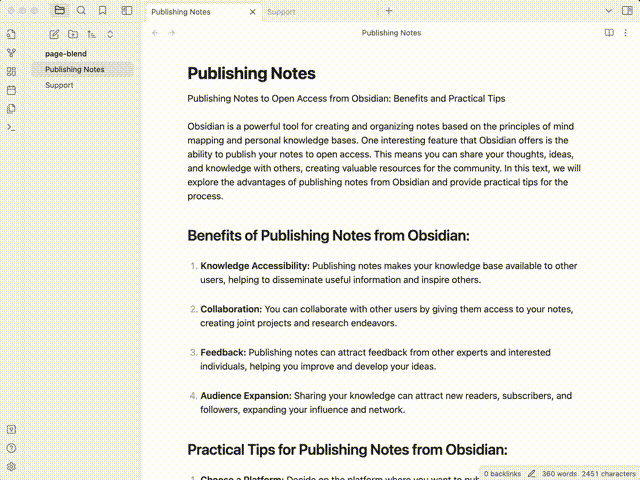 Publishing Notes
Support
Publishing Notes
page-blend
Publishing Notes
Support
Publishing Notes
Publishing Notes to Open Access from Obsidian: Benefits and Practical Tips
Obsidian is a powerful tool for creating and organizing notes based on the principles of mind
mapping and personal knowledge bases. One interesting feature that Obsidian offers is the
ability to publish your notes to open access. This means you can share your thoughts, ideas,
and knowledge with others, creating valuable resources for the community. In this text, we will
explore the advantages of publishing notes from Obsidian and provide practical tips for the
process.
Benefits of Publishing Notes from Obsidian:
1. Knowledge Accessibility: Publishing notes makes your knowledge base available to other
users, helping to disseminate useful information and inspire others.
2. Collaboration: You can collaborate with other users by giving them access to your notes,
creating joint projects and research endeavors.
3. Feedback: Publishing notes can attract feedback from other experts and interested
individuals, helping you improve and develop your ideas.
4. Audience Expansion: Sharing your knowledge can attract new readers, subscribers, and
followers, expanding your influence and network.
Practical Tips for Publishing Notes from Obsidian:
1. Choose a Platform: Decide on the platform where you want to
0 backlinks 360 words 2451 characters